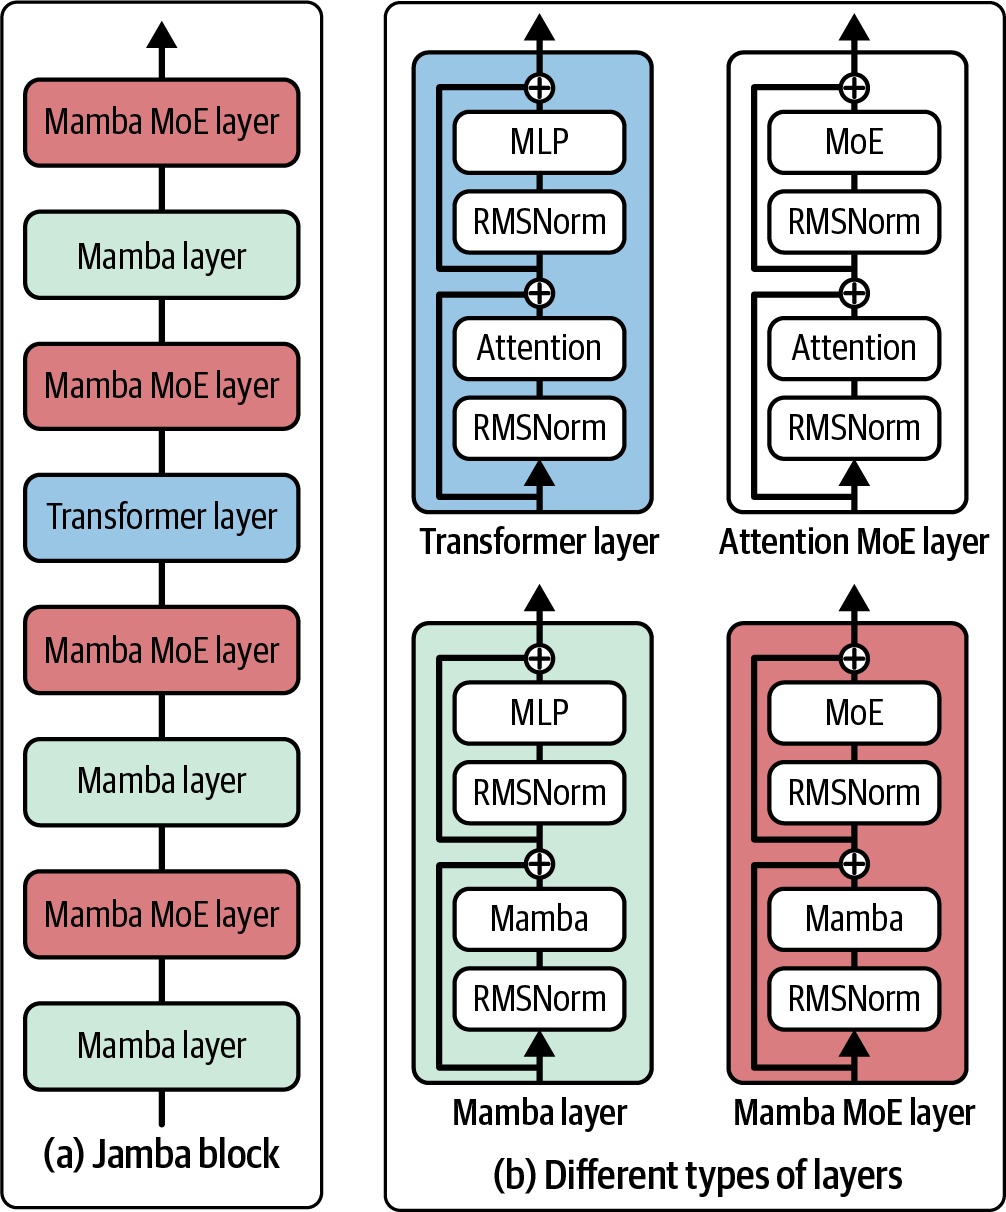 Mamba MoE layer
Mamba layer
Mamba MoE layer
Transformer layer
Mamba MoE layer
Mamba layer
Mamba MoE layer
Mamba layer
(a) Jamba block
MLP
RMSNorm
Attention
RMSNorm
Transformer layer
MoE
RMSNorm
Attention
RMSNorm
Attention MoE layer
MLP
RMSNorm
Mamba
RMSNorm
Mamba layer
MoE
RMSNorm
Mamba
RMSNorm
Mamba MoE layer
(b) Different types of layers